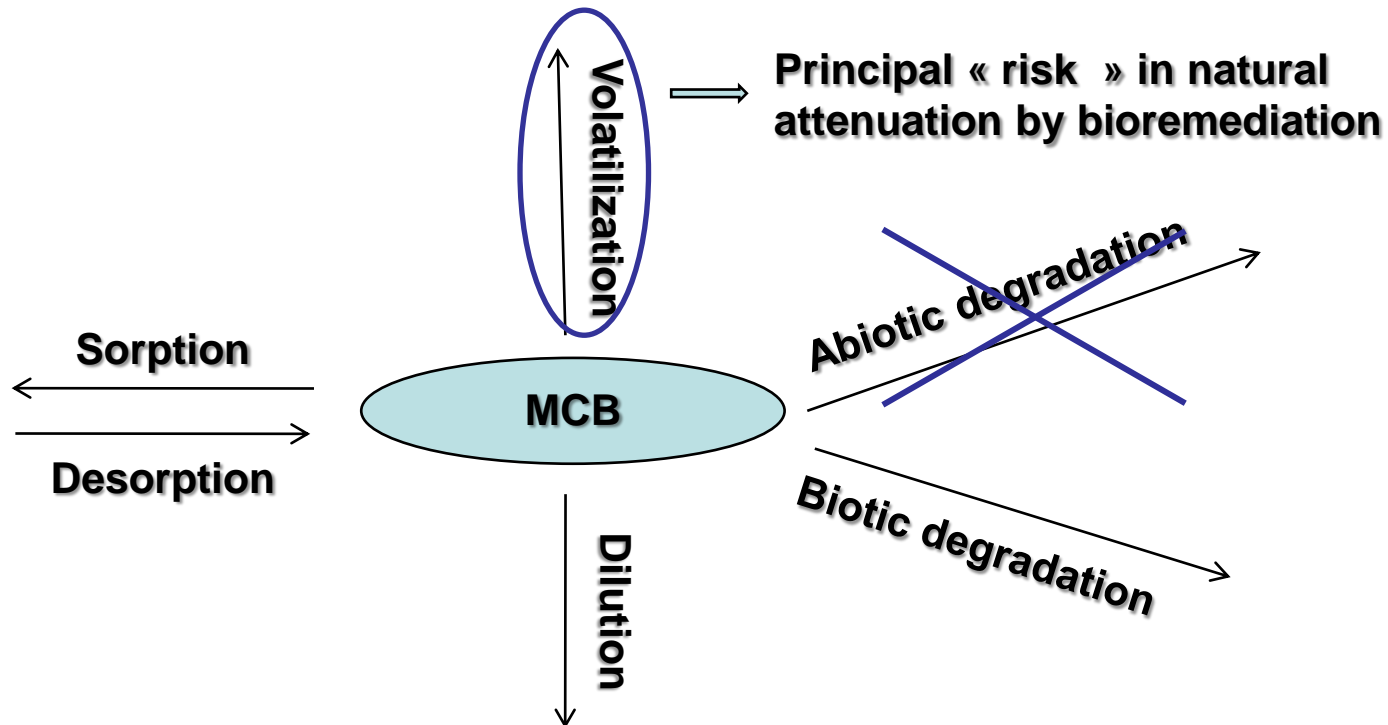 Volatilization
Principal « risk » in natural
attenuation by bioremediation
Abiotic degradation
Sorption
MCB
Desorption
Biotic degradation
Dilution